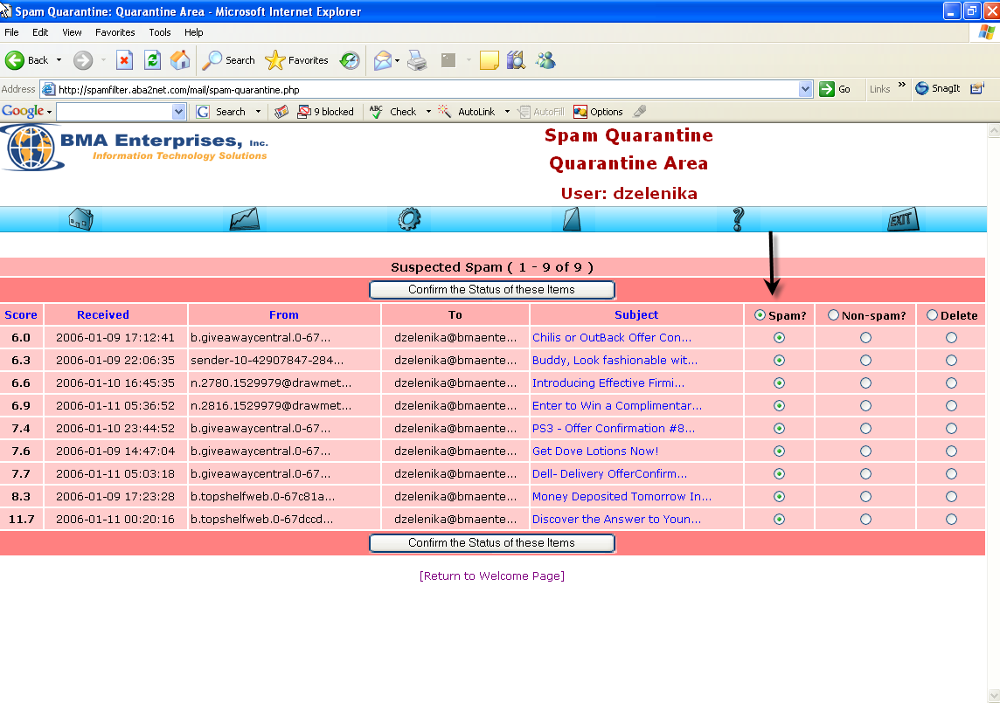 Spam Quarantine: Quarantine Area - Microsoft Internet Explorer
File Edit View Favorites Tools Help
Back Search Favorites
Address http://spamfilter.aba2net.com/mail/spam-quarantine.php Go Links » SnagIt
Google Search 9 blocked ABC Check AutoLink AutoFill Options
BMA Enterprises, Inc.
Information Technology Solutions
Spam Quarantine
Quarantine Area
User: dzelenika
? EXIT
Suspected Spam ( 1 - 9 of 9 )
Confirm the Status of these Items
Score Received From To Subject Spam? Non-spam? Delete
6.0 2006-01-09 17:12:41 b.giveawaycentral.0-67... dzelenika@bmaente... Chilis or OutBack Offer Con...
6.3 2006-01-09 22:06:35 sender-10-42907847-284... dzelenika@bmaente... Buddy, Look fashionable wit...
6.6 2006-01-10 16:45:35 n.2780.1529979@drawmet... dzelenika@bmaente... Introducing Effective Firmi...
6.9 2006-01-11 05:36:52 n.2816.1529979@drawmet... dzelenika@bmaente... Enter to Win a Complimentar...
7.4 2006-01-10 23:44:52 b.giveawaycentral.0-67... dzelenika@bmaente... PS3 - Offer Confirmation #8...
7.6 2006-01-09 14:47:04 b.giveawaycentral.0-67... dzelenika@bmaente... Get Dove Lotions Now!
7.7 2006-01-11 05:03:18 b.giveawaycentral.0-67... dzelenika@bmaente... Dell- Delivery OfferConfirm...
8.3 2006-01-09 17:23:28 b.topshelfweb.0-67c81a... dzelenika@bmaente... Money Deposited Tomorrow In...
11.7 2006-01-11 00:20:16 b.topshelfweb.0-67dccd... dzelenika@bmaente... Discover the Answer to Youn...
Confirm the Status of these Items
[Return to Welcome Page]